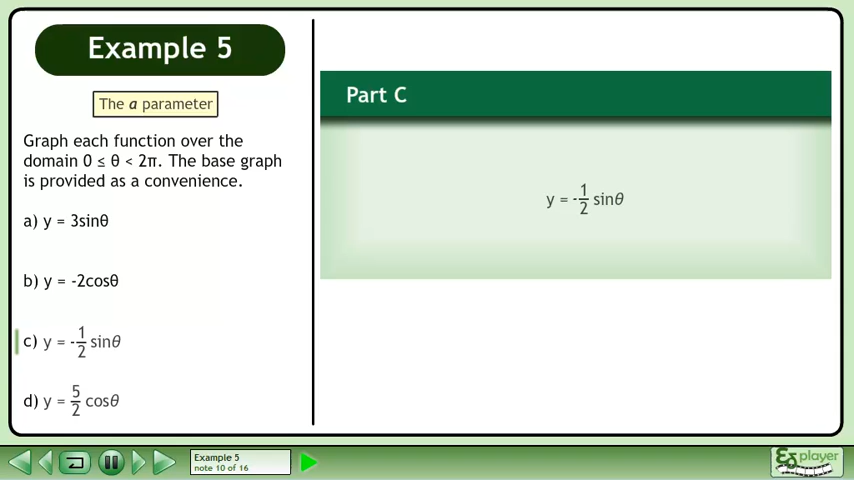 Example 5
The a parameter
Graph each function over the
domain 0 ≤ θ < 2π. The base graph
is provided as a convenience.
a) y = 3sinθ
b) y = -2cosθ
c) y = -1/2 sinθ
d) y = 5/2 cosθ
Part C
y = -1/2 sinθ
Example 5
note 10 of 16
player